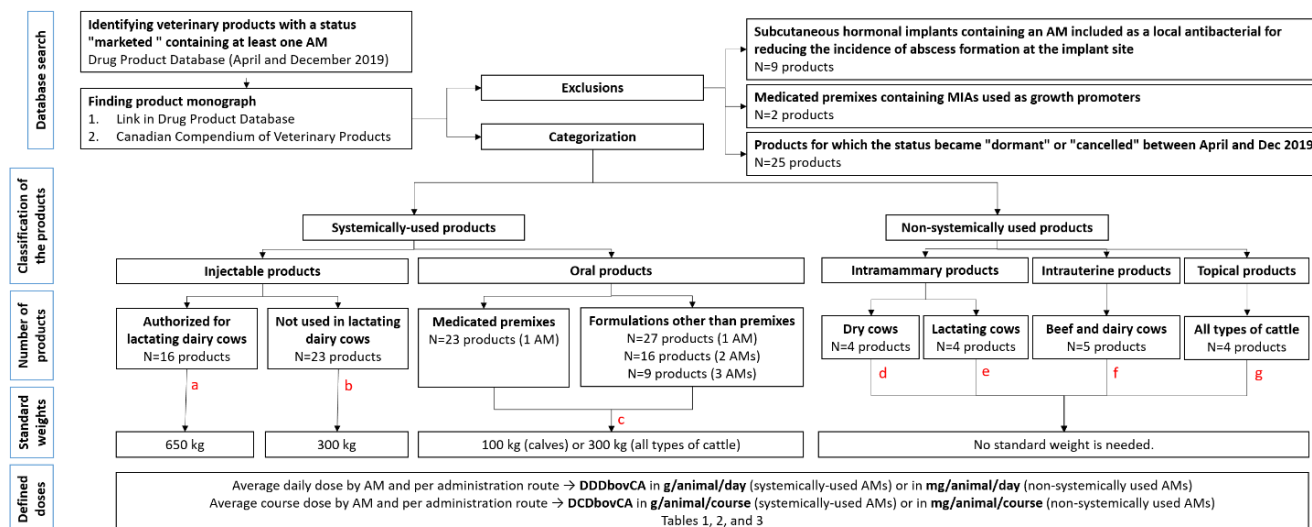 Database search
Identifying veterinary products with a status
"marketed " containing at least one AM
Drug Product Database (April and December 2019)
Finding product monograph
1. Link in Drug Product Database
2. Canadian Compendium of Veterinary Products
Exclusions
Categorization
Subcutaneous hormonal implants containing an AM included as a local antibacterial for
reducing the incidence of abscess formation at the implant site
N=9 products
Medicated premixes containing MIAs used as growth promoters
N=2 products
Products for which the status became "dormant" or "cancelled" between April and Dec 2019
N=25 products
Classification of
the products
Systemically-used products
Non-systemically used products
Injectable products
Oral products
Intramammary products
Intrauterine products
Topical products
Number of
products
Authorized for
lactating dairy cows
N=16 products
Not used in lactating
dairy cows
N=23 products
Medicated premixes
N=23 products (1 AM)
Formulations other than premixes
N=27 products (1 AM)
N=16 products (2 AMs)
N=9 products (3 AMs)
Dry cows
N=4 products
Lactating cows
N=4 products
Beef and dairy cows
N=5 products
All types of cattle
N=4 products
a
b
c
d
e
f
g
Standard
weights
650 kg
300 kg
100 kg (calves) or 300 kg (all types of cattle)
No standard weight is needed.
Defined
doses
Average daily dose by AM and per administration route → DDDbovCA in g/animal/day (systemically-used AMs) or in mg/animal/day (non-systemically used AMs)
Average course dose by AM and per administration route → DCDbovCA in g/animal/course (systemically-used AMs) or in mg/animal/course (non-systemically used AMs)
Tables 1, 2, and 3